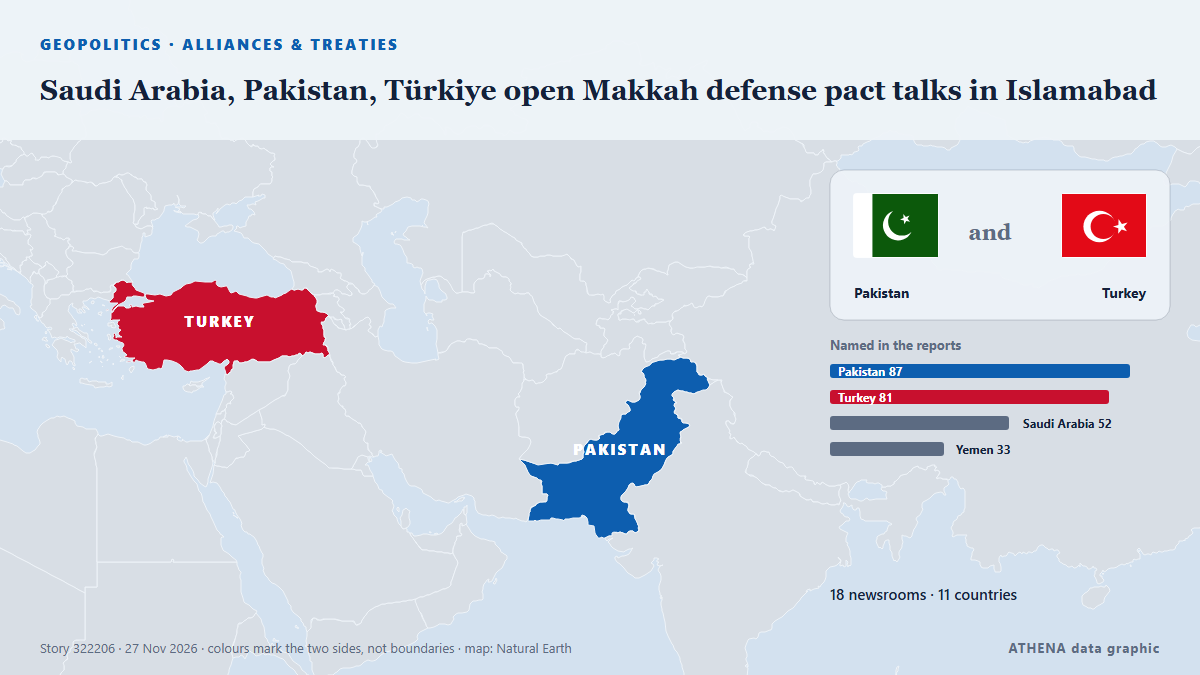 GEOPOLITICS · ALLIANCES & TREATIES
Saudi Arabia, Pakistan, Türkiye open Makkah defense pact talks in Islamabad
and
Pakistan
Turkey
TURKEY
PAKISTAN
Named in the reports
Pakistan 87
Turkey 81
Saudi Arabia 52
Yemen 33
18 newsrooms · 11 countries
Story 322206 · 27 Nov 2026 · colours mark the two sides, not boundaries · map: Natural Earth
ATHENA data graphic